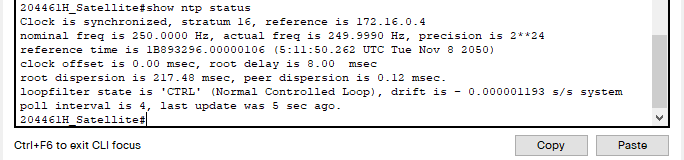 204461H_Satellite#show ntp status
Clock is synchronized, stratum 16, reference is 172.16.0.4
nominal freq is 250.0000 Hz, actual freq is 249.9990 Hz, precision is 2**24
reference time is 1B893296.00000106 (5:11:50.262 UTC Tue Nov 8 2050)
clock offset is 0.00 msec, root delay is 8.00  msec
root dispersion is 217.48 msec, peer dispersion is 0.12 msec.
loopfilter state is 'CTRL' (Normal Controlled Loop), drift is - 0.000001193 s/s system
poll interval is 4, last update was 5 sec ago.
204461H_Satellite#
Ctrl+F6 to exit CLI focus
Copy
Paste